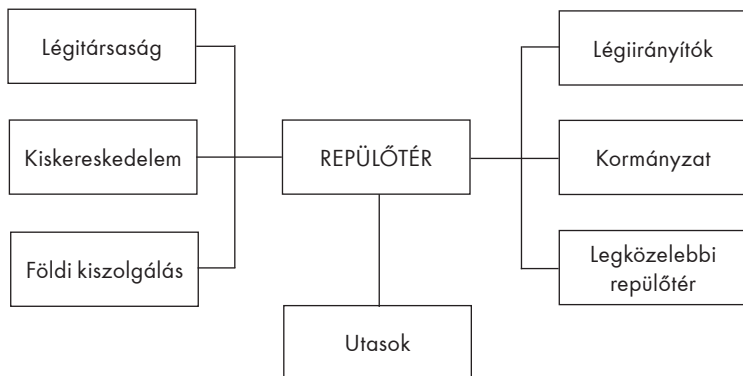 Légitársaság
Légiirányítók
Kiskereskedelem
REPÜLŐTÉR
Kormányzat
Földi kiszolgálás
Legközelebbi
repülőtér
Utasok